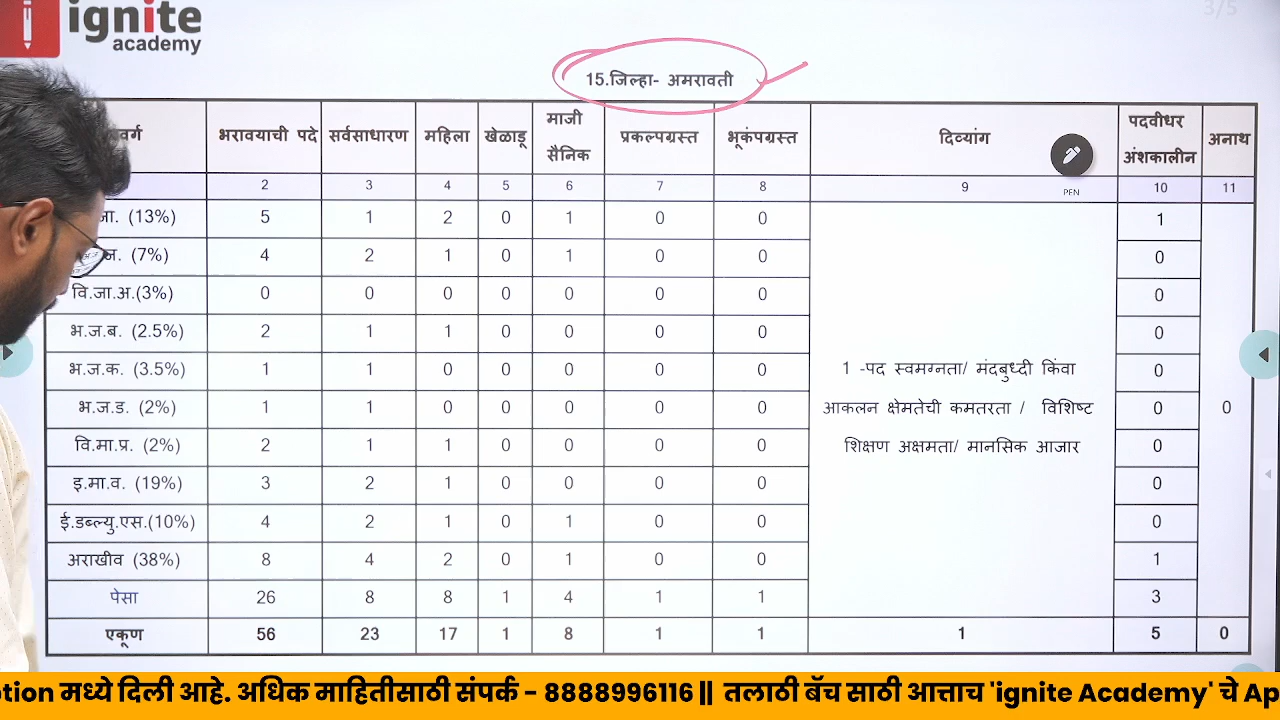 ignite
academy
3/5
15.जिल्हा- अमरावती
वर्ग भरावयाची पदे सर्वसाधारण महिला खेळाडू माजी सैनिक प्रकल्पग्रस्त भूकंपग्रस्त दिव्यांग पदवीधर अंशकालीन अनाथ
2 3 4 5 6 7 8 9 10 11
PEN
जा. (13%) 5 1 2 0 1 0 0 1
ज. (7%) 4 2 1 0 1 0 0 0
वि.जा.अ.(3%) 0 0 0 0 0 0 0 0
भ.ज.ब. (2.5%) 2 1 1 0 0 0 0 0
भ.ज.क. (3.5%) 1 1 0 0 0 0 0 1 -पद स्वमग्नता/ मंदबुध्दी किंवा 0
भ.ज.ड. (2%) 1 1 0 0 0 0 0 आकलन क्षेमतेची कमतरता / विशिष्ट 0 0
वि.मा.प्र. (2%) 2 1 1 0 0 0 0 शिक्षण अक्षमता/ मानसिक आजार 0
इ.मा.व. (19%) 3 2 1 0 0 0 0 0
ई.डब्ल्यु.एस.(10%) 4 2 1 0 1 0 0 0
अराखीव (38%) 8 4 2 0 1 0 0 1
पेसा 26 8 8 1 4 1 1 3
एकूण 56 23 17 1 8 1 1 1 5 0
tion मध्ये दिली आहे. अधिक माहितीसाठी संपर्क - 8888996116 || तलाठी बॅच साठी आत्ताच 'ignite Academy' चे Ap